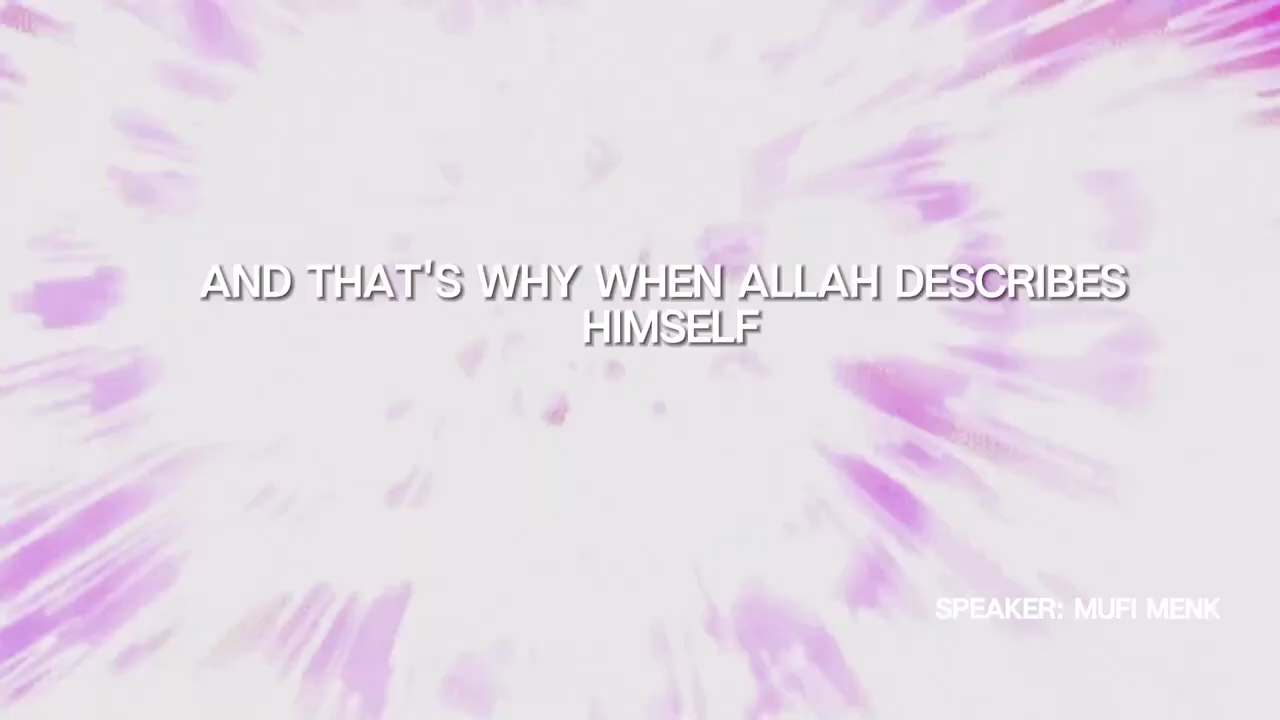 AND THAT'S WHY WHEN ALLAH DESCRIBES
HIMSELF
SPEAKER: MUFI MENK